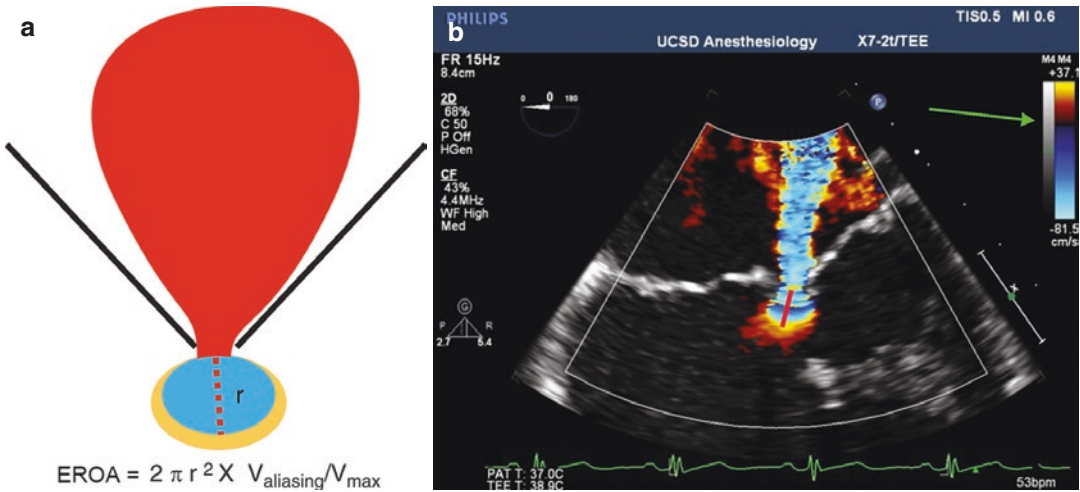 a
r
EROA = 2 π r² X V aliasing/V max
b
PHILIPS
TIS0.5 MI 0.6
UCSD Anesthesiology X7-2t/TEE
FR 15Hz
8.4cm
2D
68%
C 50
P Off
HGen
CF
43%
4.4MHz
WF High
Med
0 0 180
P
M4 M4
+37.1
-81.5
cm/s
x
G
P R
2.7 5.4
PAT T: 37.0C
TEE T: 38.9C
53bpm